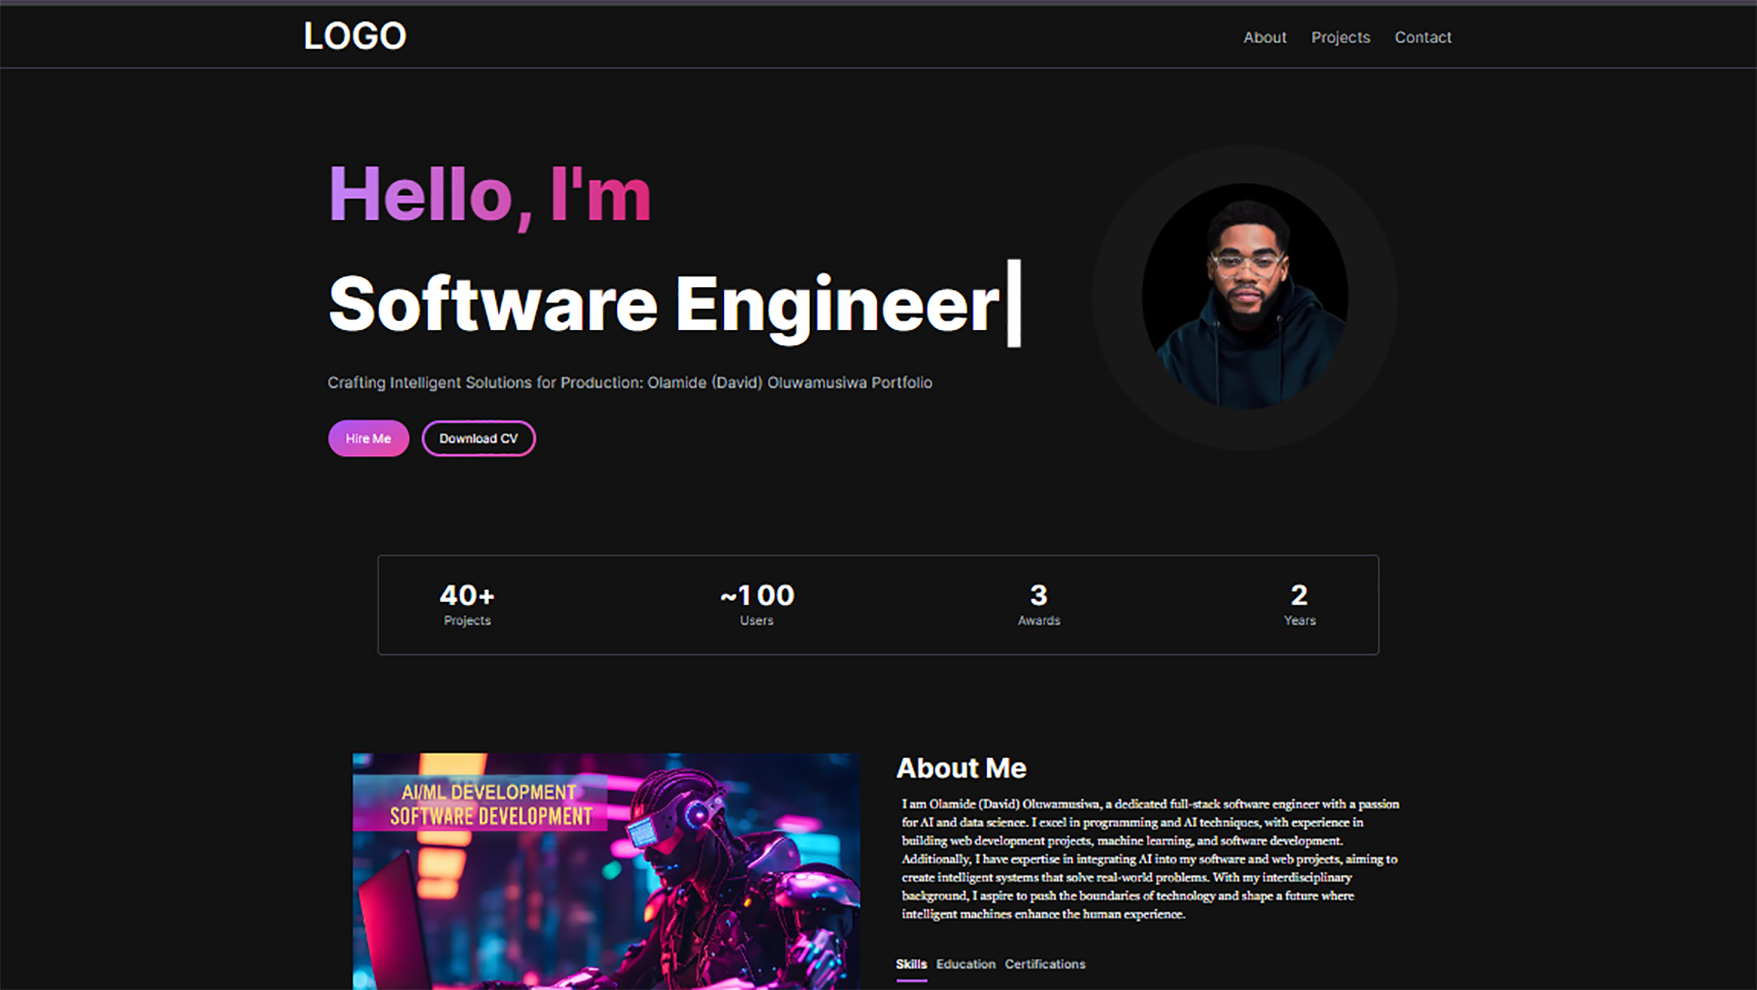 LOGO
About Projects Contact
Hello, I'm
Software Engineer
Crafting Intelligent Solutions for Production: Olamide (David) Oluwamusiwa Portfolio
Hire Me Download CV
40+ ~100 3 2
Projects Users Awards Years
AI/ML DEVELOPMENT
SOFTWARE DEVELOPMENT
About Me
I am Olamide (David) Oluwamusiwa, a dedicated full-stack software engineer with a passion
for AI and data science. I excel in programming and AI techniques, with experience in
building web development projects, machine learning, and software development.
Additionally, I have expertise in integrating AI into my software and web projects, aiming to
create intelligent systems that solve real-world problems. With my interdisciplinary
background, I aspire to push the boundaries of technology and shape a future where
intelligent machines enhance the human experience.
Skills Education Certifications